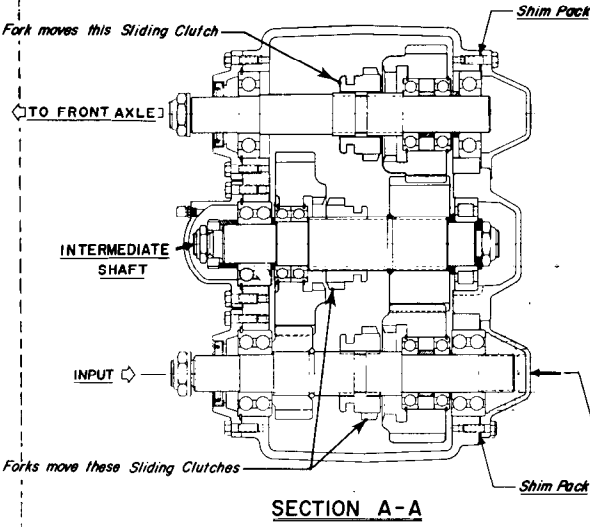 Shim Pack
Fork moves this Sliding Clutch
TO FRONT AXLE
INTERMEDIATE
SHAFT
INPUT
Forks move these Sliding Clutches
Shim Pack
SECTION A-A